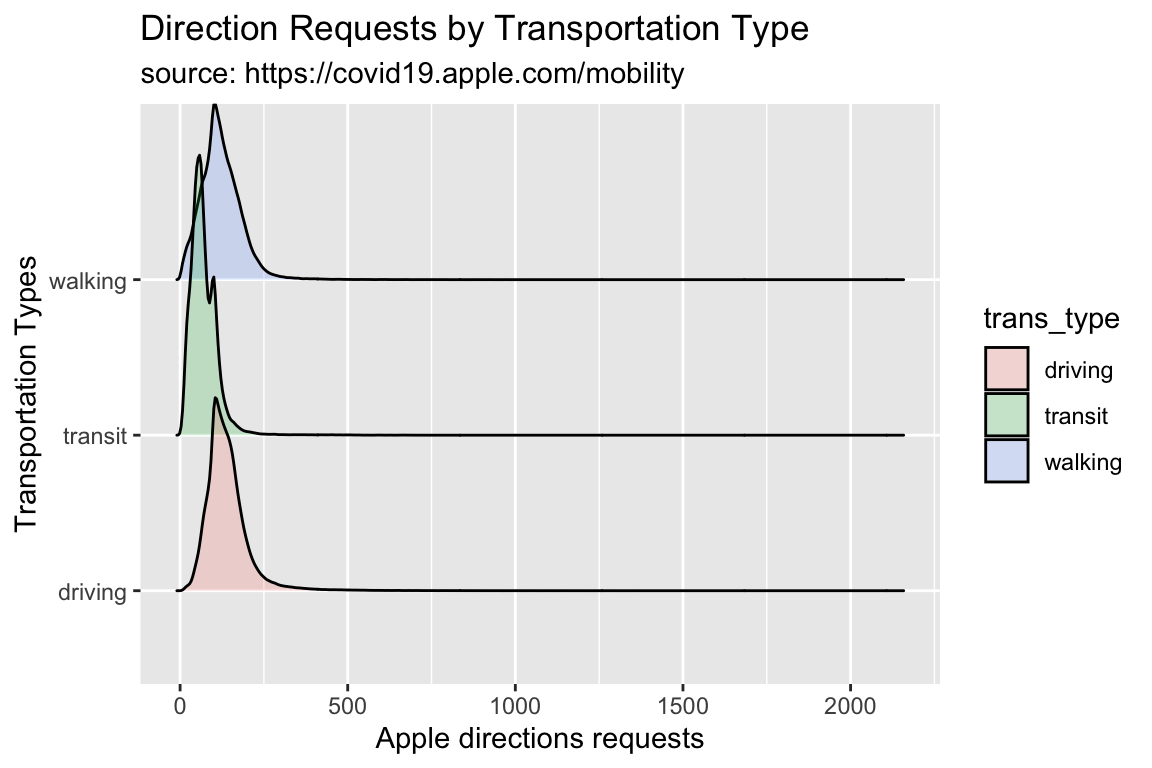 Direction Requests by Transportation Type
source: https://covid19.apple.com/mobility
Transportation Types
walking
transit
driving
0 500 1000 1500 2000
Apple directions requests
trans_type
driving
transit
walking